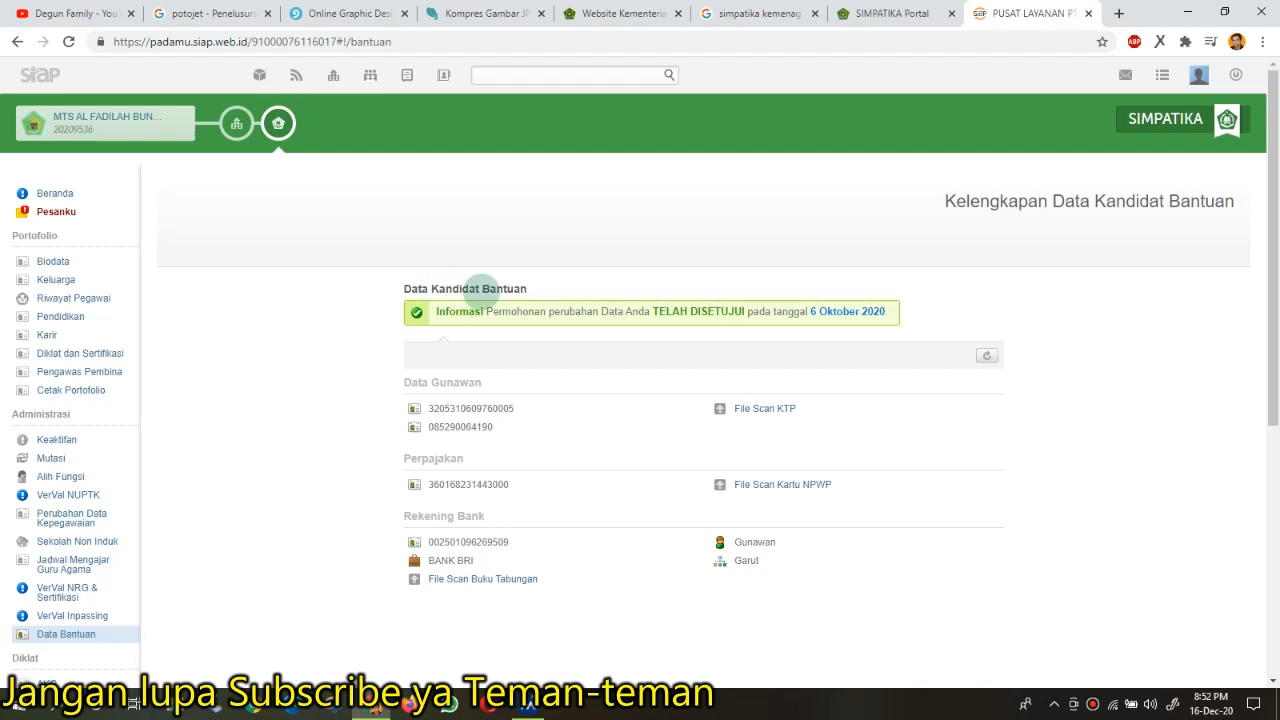 Degun Family - You
potojet - Penelusura
Online Graphic Desi
Kompres Gambar JP
Website Kementeria
simpatika kemenag
SIMPATIKA Portal
PUSAT LAYANAN PT
https://padamu.siap.web.id/91000076116017#!/bantuan
ABP
siap
MTS AL FADILAH BUN...
20209536
SIMPATIKA
Beranda
Pesanku
Portofolio
Biodata
Keluarga
Riwayat Pegawai
Pendidikan
Karir
Diklat dan Sertifikasi
Pengawas Pembina
Cetak Portofolio
Administrasi
Keaktifan
Mutasi
Alih Fungsi
VerVal NUPTK
Perubahan Data
Kepegawaian
Sekolah Non Induk
Jadwal Mengajar
Guru Agama
VerVal NRG &
Sertifikasi
VerVal Inpassing
Data Bantuan
Diklat
Kelengkapan Data Kandidat Bantuan
Data Kandidat Bantuan
Informasi Permohonan perubahan Data Anda TELAH DISETUJUI pada tanggal 6 Oktober 2020.
Data Gunawan
3205310609760005
File Scan KTP
085290064190
Perpajakan
360168231443000
File Scan Kartu NPWP
Rekening Bank
002501096269509
Gunawan
BANK BRI
Garut
File Scan Buku Tabungan
Jangan lupa Subscribe ya Teman-teman
8:52 PM
16-Dec-20